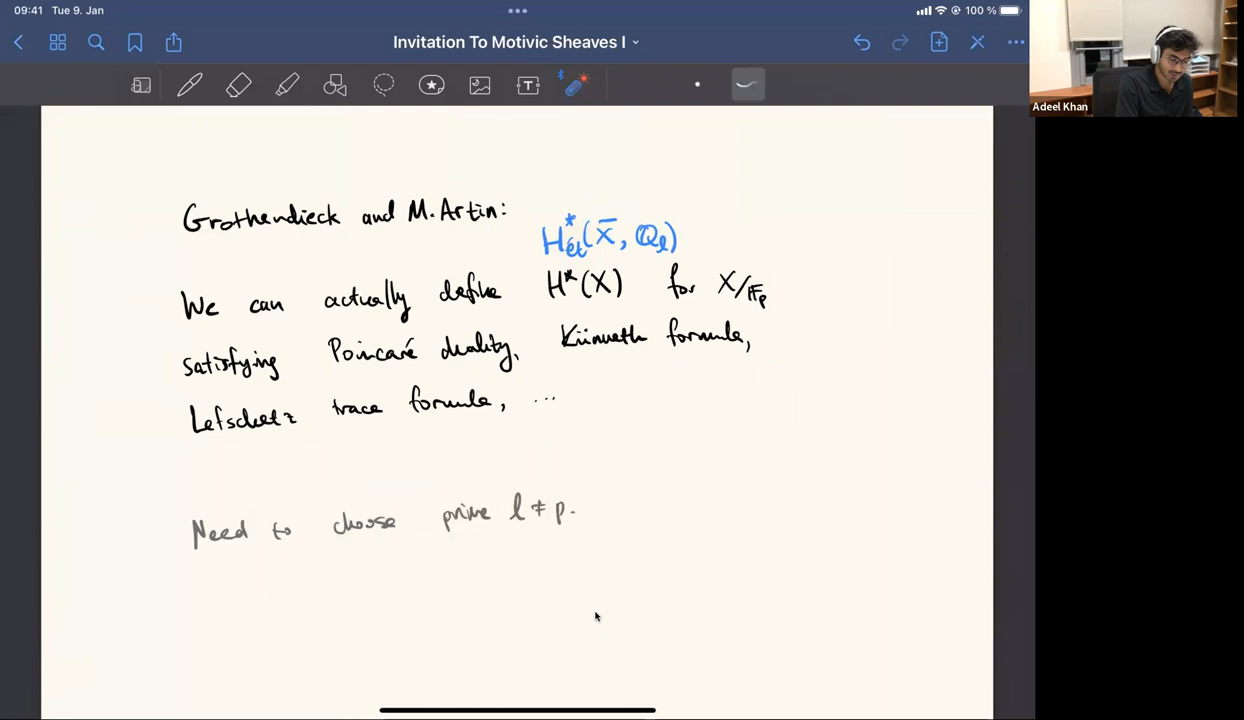 09:41 Tue 9. Jan
100 %
Invitation To Motivic Sheaves I
Adeel Khan
Grothendieck and M. Artin:
H*ét(X̄, ℚℓ)
We can actually define H*(X) for X/𝔽p
satisfying Poincaré duality, Künneth formula,
Lefschetz trace formula, ...
Need to choose prime l ≠ p.